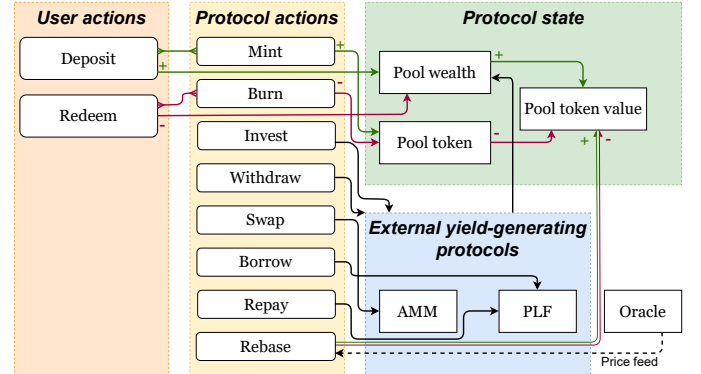 User actions
Protocol actions
Protocol state
Deposit
Mint
+
+
Pool wealth
+
Redeem
Burn
-
-
Pool token value
Invest
+
Pool token
-
+
-
Withdraw
Swap
External yield-generating
protocols
Borrow
Repay
AMM
PLF
Oracle
Rebase
Price feed